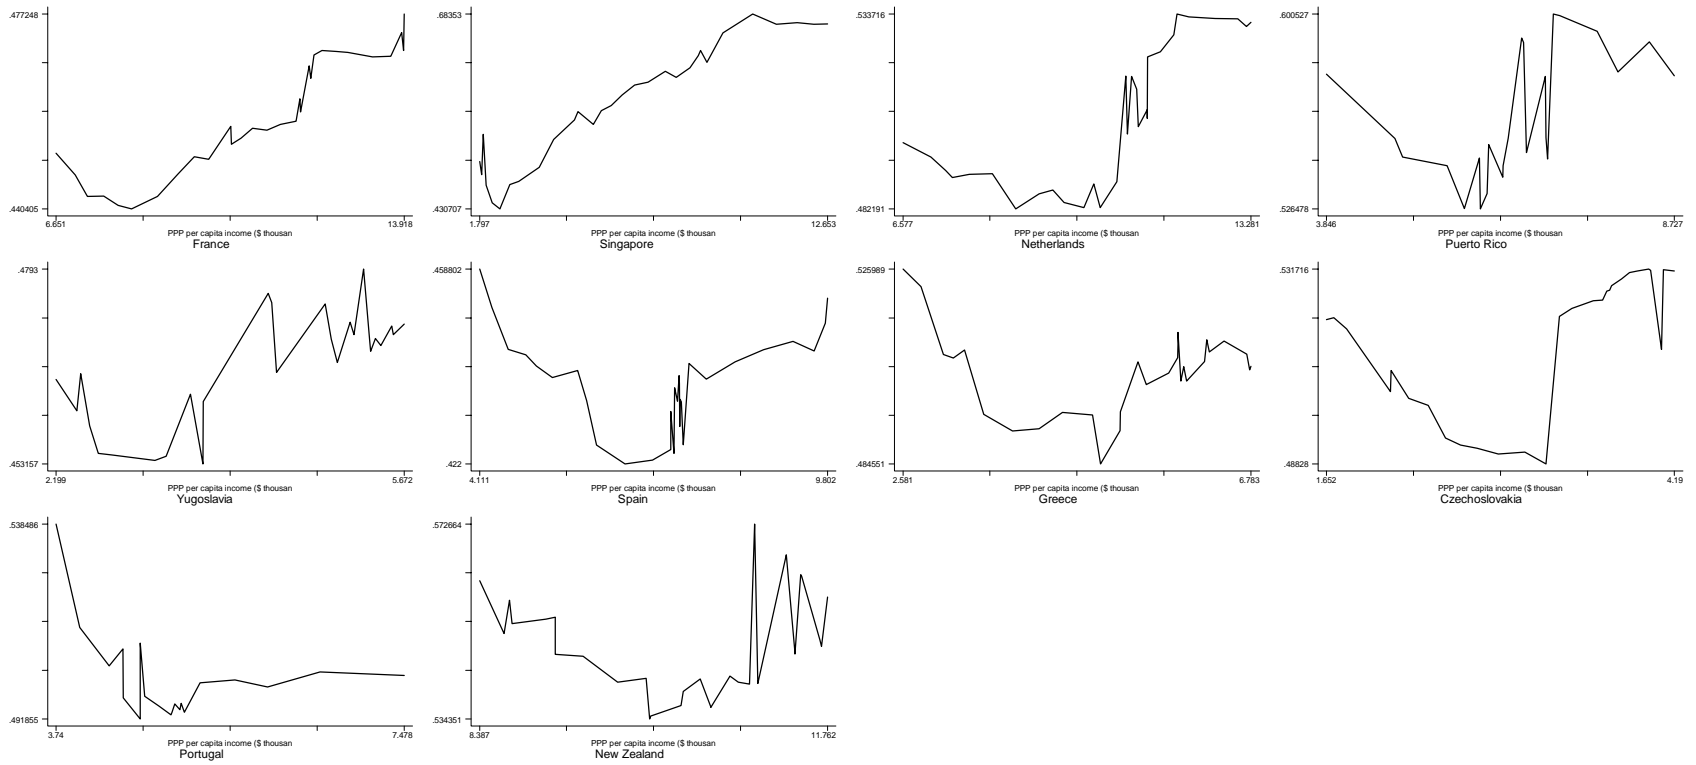 .477248
.440405
6.651 13.918
PPP per capita income ($ thousan
France
.68353
.430707
1.797 12.653
PPP per capita income ($ thousan
Singapore
.533716
.482191
6.577 13.281
PPP per capita income ($ thousan
Netherlands
.600527
.526478
3.846 8.727
PPP per capita income ($ thousan
Puerto Rico
.4793
.453157
2.199 5.672
PPP per capita income ($ thousan
Yugoslavia
.458802
.422
4.111 9.802
PPP per capita income ($ thousan
Spain
.525989
.484551
2.581 6.783
PPP per capita income ($ thousan
Greece
.531716
.48828
1.652 4.19
PPP per capita income ($ thousan
Czechoslovakia
.538486
.491855
3.74 7.478
PPP per capita income ($ thousan
Portugal
.572664
.534351
8.387 11.762
PPP per capita income ($ thousan
New Zealand